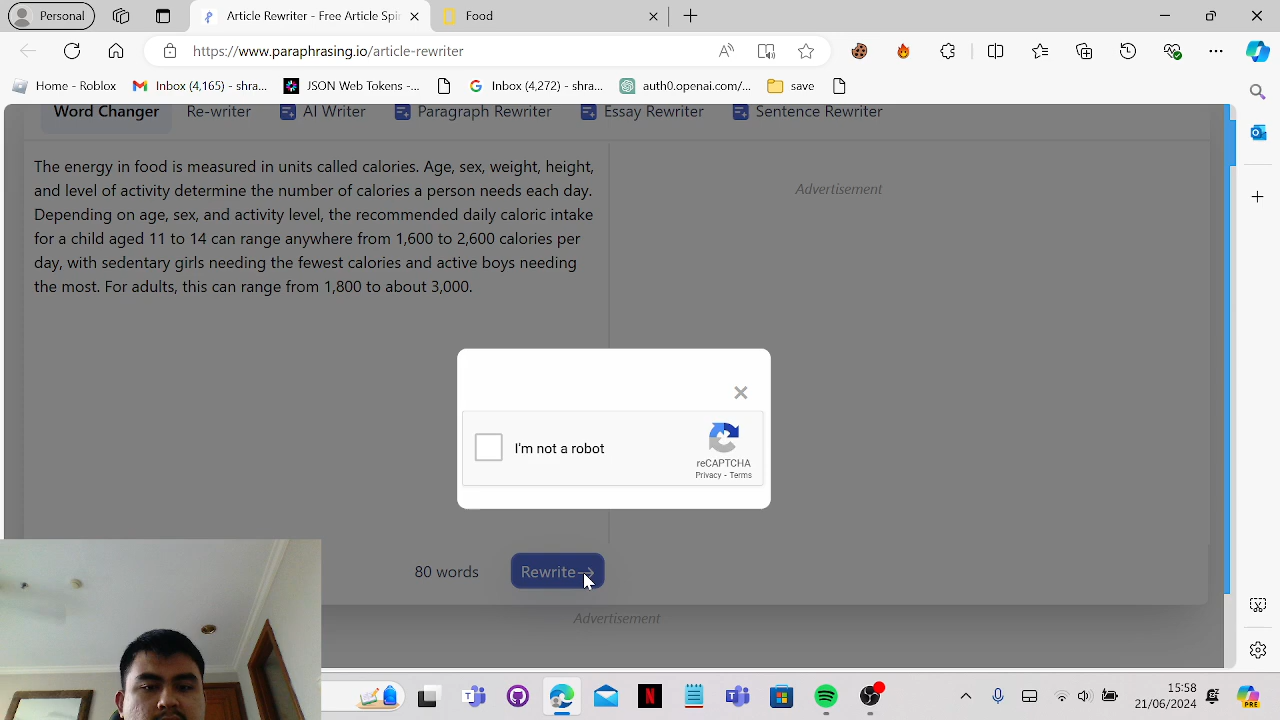 Personal
Article Rewriter - Free Article Spi
Food
https://www.paraphrasing.io/article-rewriter
Home - Roblox
Inbox (4,165) - shra...
JSON Web Tokens -...
Inbox (4,272) - shra...
auth0.openai.com/...
save
Word Changer
Re-writer
AI Writer
Paragraph Rewriter
Essay Rewriter
Sentence Rewriter
The energy in food is measured in units called calories. Age, sex, weight, height,
and level of activity determine the number of calories a person needs each day.
Depending on age, sex, and activity level, the recommended daily caloric intake
for a child aged 11 to 14 can range anywhere from 1,600 to 2,600 calories per
day, with sedentary girls needing the fewest calories and active boys needing
the most. For adults, this can range from 1,800 to about 3,000.
Advertisement
I'm not a robot
reCAPTCHA
Privacy - Terms
80 words
Rewrite
Advertisement
15:58
21/06/2024
PRE